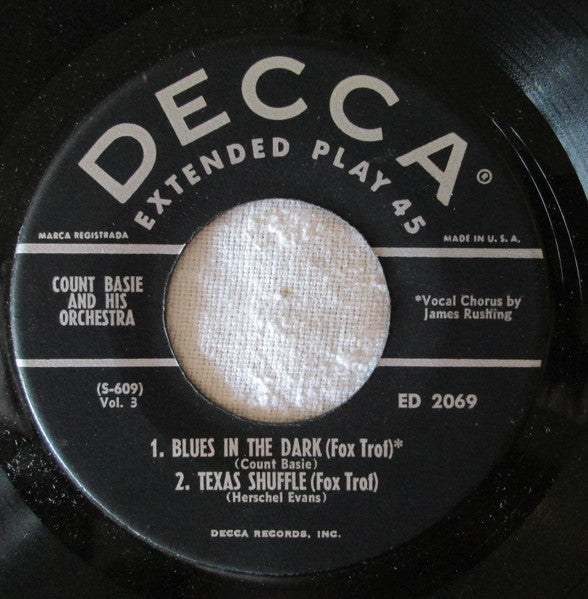 DECCA®
EXTENDED PLAY 45
MARCA REGISTRADA
MADE IN U. S. A.
COUNT BASIE
AND HIS
ORCHESTRA
*Vocal Chorus by
James Rushing
(S-609)
Vol. 3
ED 2069
1. BLUES IN THE DARK (Fox Trot)*
(Count Basie)
2. TEXAS SHUFFLE (Fox Trot)
(Herschel Evans)
DECCA RECORDS, INC.